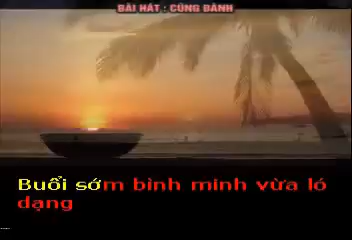 BÀI HÁT : CÚNG BÁNH
Buổi sớm bình minh vừa ló
dạng